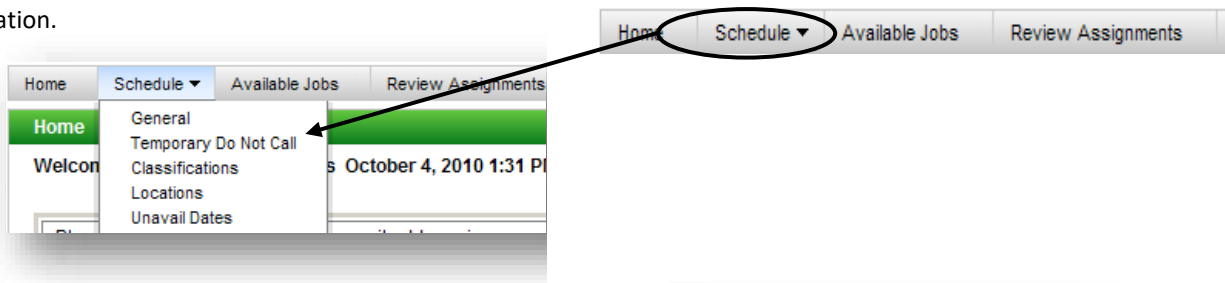 ation.
Home Schedule ▼ Available Jobs Review Assignments
Home Schedule ▼ Available Jobs Review Assignments
General
Temporary Do Not Call
Classifications
Locations
Unavail Dates
Home
Welcom s October 4, 2010 1:31 P